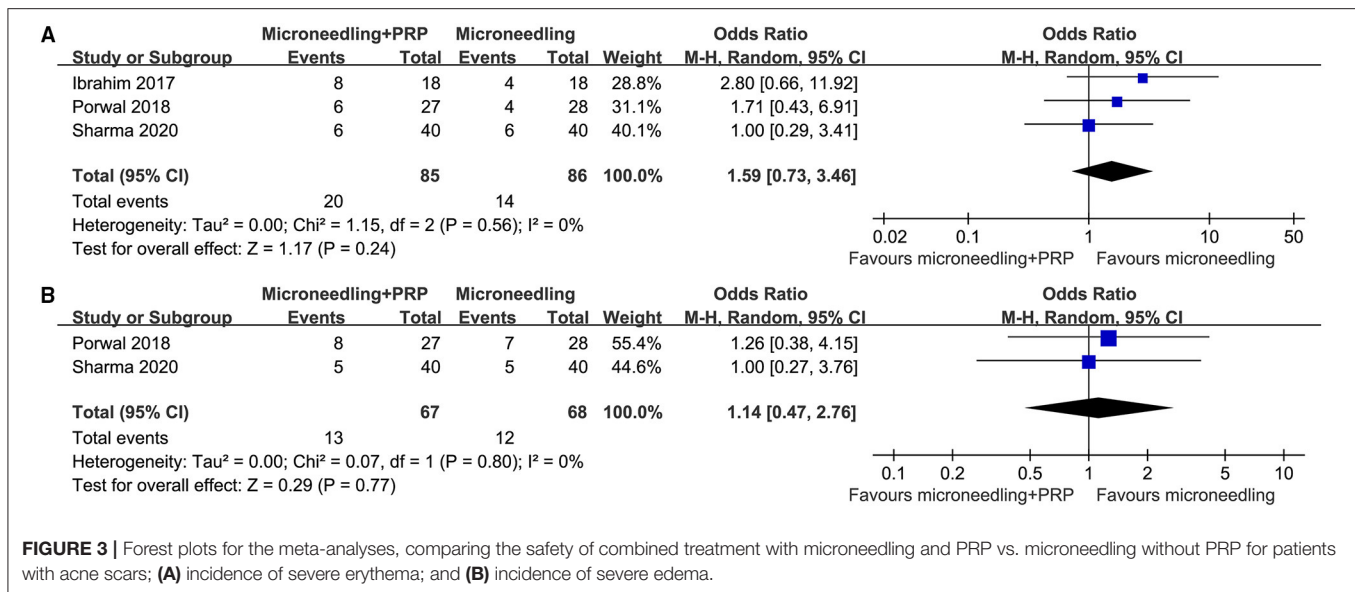 A
Microneedling+PRP Microneedling Odds Ratio Odds Ratio
Study or Subgroup Events Total Events Total Weight M-H, Random, 95% CI M-H, Random, 95% CI
Ibrahim 2017 8 18 4 18 28.8% 2.80 [0.66, 11.92]
Porwal 2018 6 27 4 28 31.1% 1.71 [0.43, 6.91]
Sharma 2020 6 40 6 40 40.1% 1.00 [0.29, 3.41]
Total (95% CI) 85 86 100.0% 1.59 [0.73, 3.46]
Total events 20 14
Heterogeneity: Tau² = 0.00; Chi² = 1.15, df = 2 (P = 0.56); I² = 0%
Test for overall effect: Z = 1.17 (P = 0.24)
0.02 0.1 1 10 50
Favours microneedling+PRP Favours microneedling
B
Microneedling+PRP Microneedling Odds Ratio Odds Ratio
Study or Subgroup Events Total Events Total Weight M-H, Random, 95% CI M-H, Random, 95% CI
Porwal 2018 8 27 7 28 55.4% 1.26 [0.38, 4.15]
Sharma 2020 5 40 5 40 44.6% 1.00 [0.27, 3.76]
Total (95% CI) 67 68 100.0% 1.14 [0.47, 2.76]
Total events 13 12
Heterogeneity: Tau² = 0.00; Chi² = 0.07, df = 1 (P = 0.80); I² = 0%
Test for overall effect: Z = 0.29 (P = 0.77)
0.1 0.2 0.5 1 2 5 10
Favours microneedling+PRP Favours microneedling
FIGURE 3 | Forest plots for the meta-analyses, comparing the safety of combined treatment with microneedling and PRP vs. microneedling without PRP for patients
with acne scars; (A) incidence of severe erythema; and (B) incidence of severe edema.